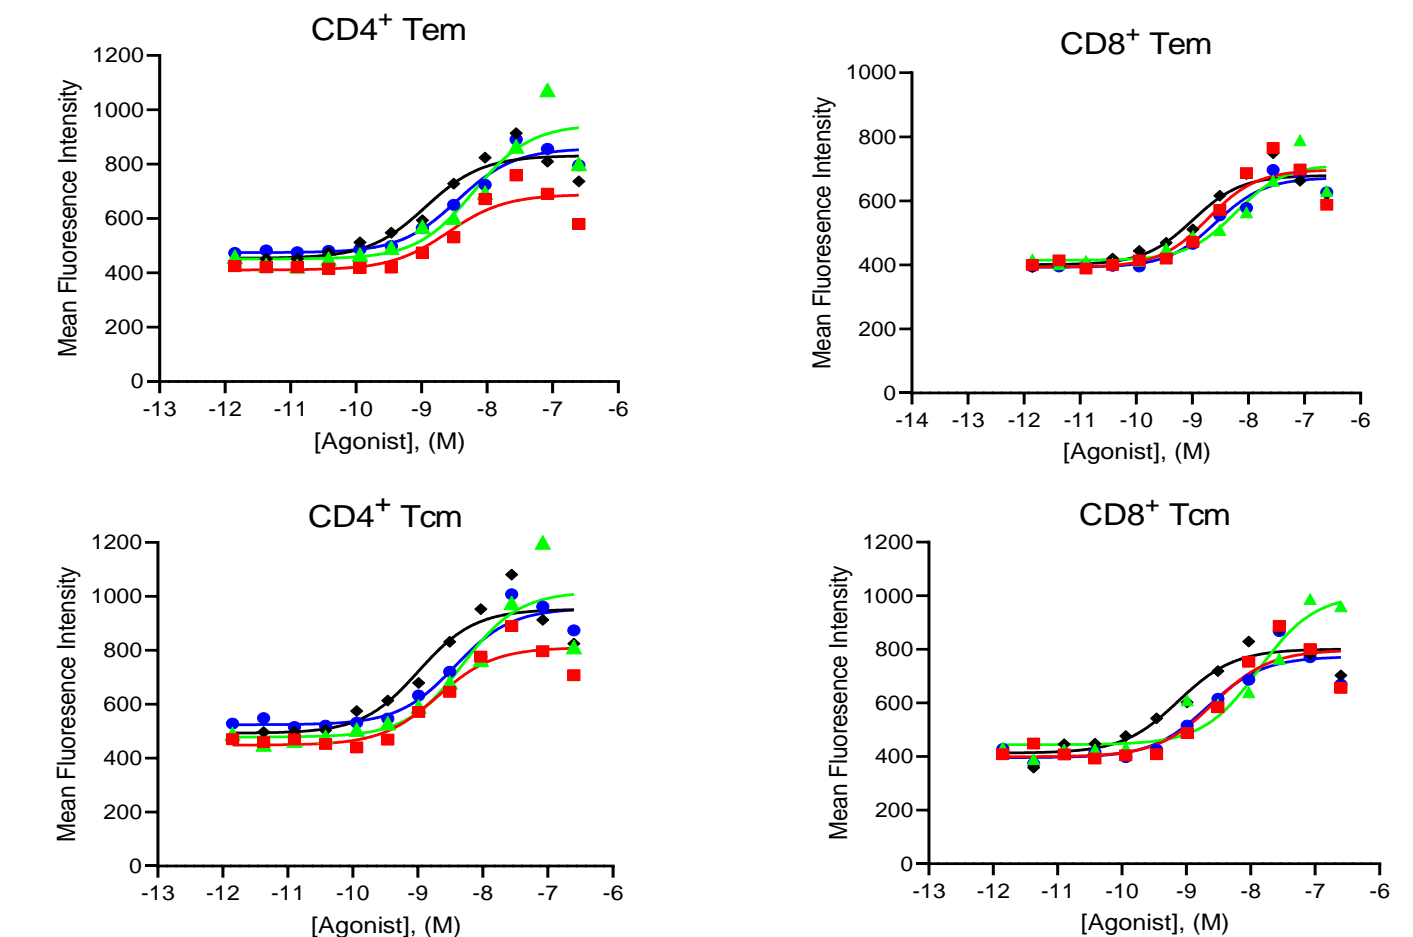 CD4+ Tem
Mean Fluoresence Intensity
1200
1000
800
600
400
200
0
-13 -12 -11 -10 -9 -8 -7 -6
[Agonist], (M)
CD8+ Tem
Mean Fluoresence Intensity
1000
800
600
400
200
0
-14 -13 -12 -11 -10 -9 -8 -7 -6
[Agonist], (M)
CD4+ Tcm
Mean Fluoresence Intensity
1200
1000
800
600
400
200
0
-13 -12 -11 -10 -9 -8 -7 -6
[Agonist], (M)
CD8+ Tcm
Mean Fluoresence Intensity
1200
1000
800
600
400
200
0
-13 -12 -11 -10 -9 -8 -7 -6
[Agonist], (M)